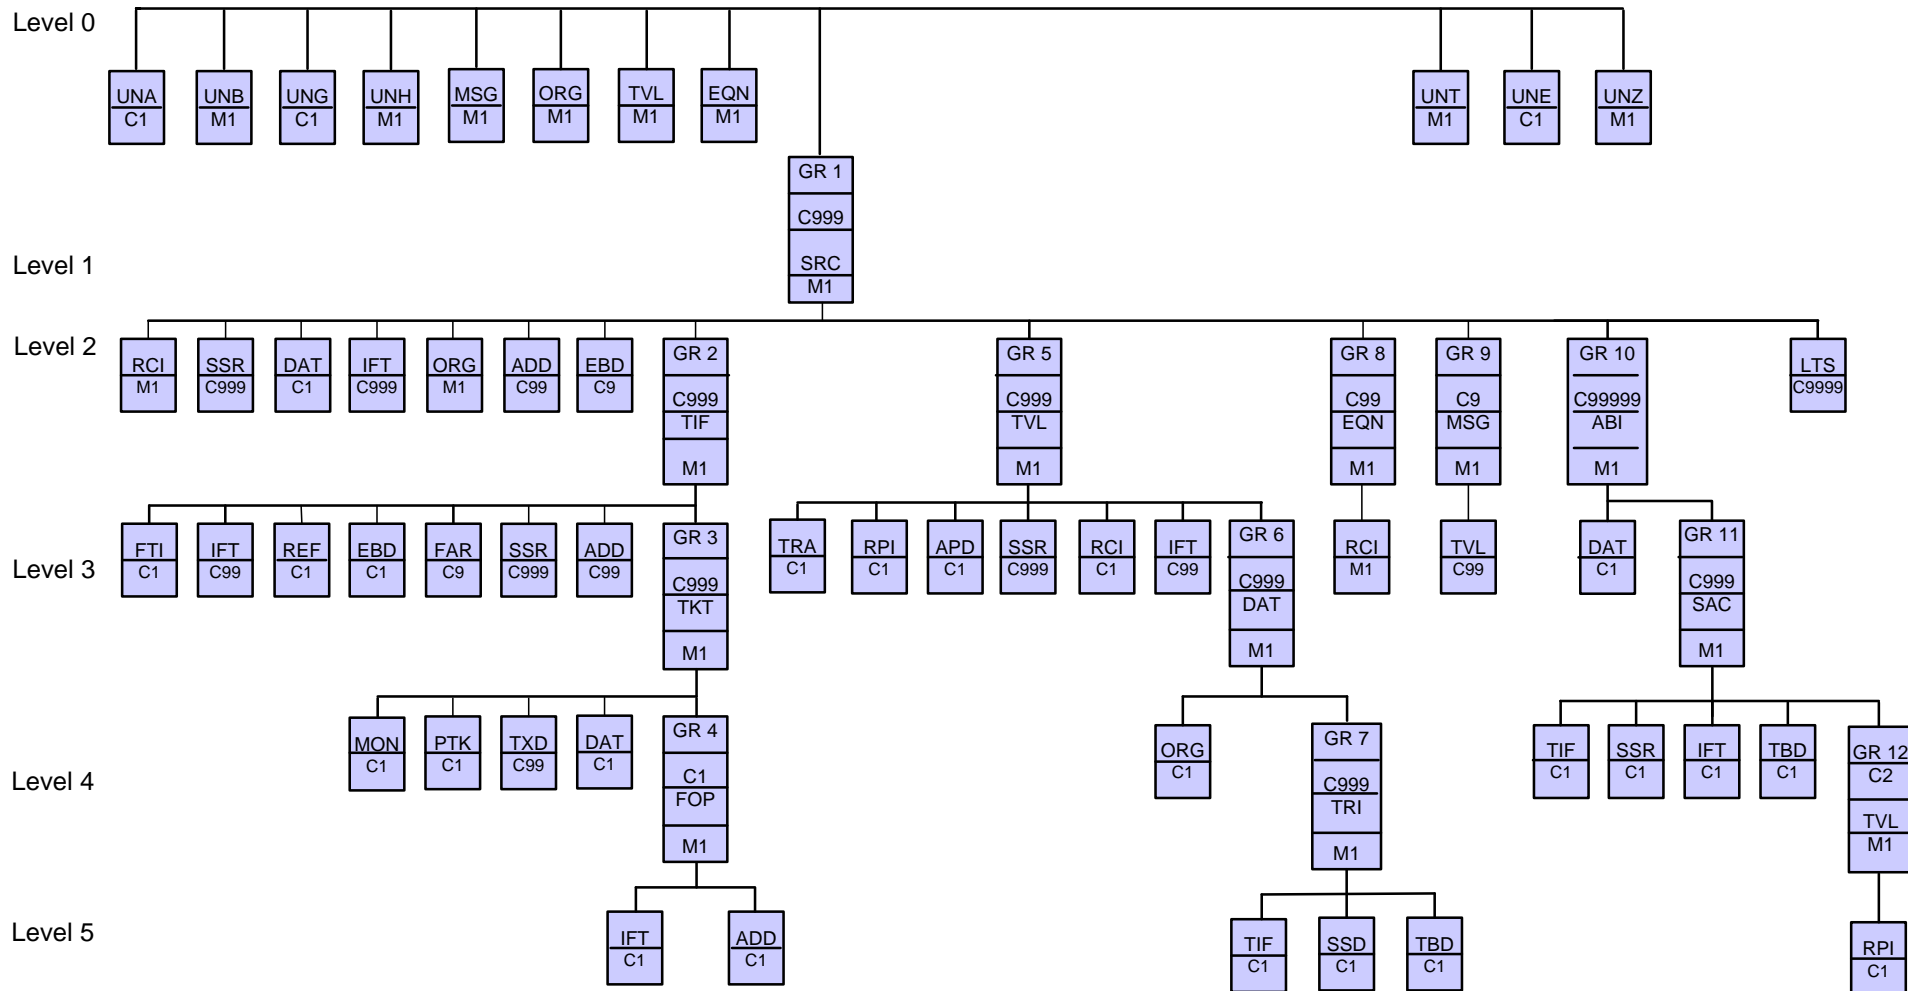 Level 0
UNA
C1
UNB
M1
UNG
C1
UNH
M1
MSG
M1
ORG
M1
TVL
M1
EQN
M1
UNT
M1
UNE
C1
UNZ
M1
Level 1
GR 1
C999
SRC
M1
Level 2
RCI
M1
SSR
C999
DAT
C1
IFT
C999
ORG
M1
ADD
C99
EBD
C9
GR 2
C999
TIF
M1
GR 5
C999
TVL
M1
GR 8
C99
EQN
M1
GR 9
C9
MSG
M1
GR 10
C99999
ABI
M1
LTS
C9999
Level 3
FTI
C1
IFT
C99
REF
C1
EBD
C1
FAR
C9
SSR
C999
ADD
C99
GR 3
C999
TKT
M1
TRA
C1
RPI
C1
APD
C1
SSR
C999
RCI
C1
IFT
C99
GR 6
C999
DAT
M1
RCI
M1
TVL
C99
DAT
C1
GR 11
C999
SAC
M1
Level 4
MON
C1
PTK
C1
TXD
C99
DAT
C1
GR 4
C1
FOP
M1
ORG
C1
GR 7
C999
TRI
M1
TIF
C1
SSR
C1
IFT
C1
TBD
C1
GR 12
C2
TVL
M1
Level 5
IFT
C1
ADD
C1
TIF
C1
SSD
C1
TBD
C1
RPI
C1